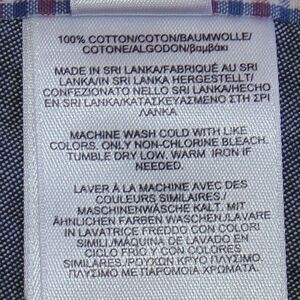 100% COTTON/COTON/BAUMWOLLE/
COTONE/ALGODON/Βαμβάκι
MADE IN SRI LANKA/FABRIQUÉ AU SRI
LANKA/IN SRI LANKA HERGESTELLT/
CONFEZIONATO NELLO SRI LANKA/HECHO
EN SRI LANKA/ΚΑΤΑΣΚΕΥΑΣΜΕΝΟ ΣΤΗ ΣΡΙ
ΛΑΝΚΑ
MACHINE WASH COLD WITH LIKE
COLORS. ONLY NON-CHLORINE BLEACH.
TUMBLE DRY LOW. WARM IRON IF
NEEDED.
LAVER À LA MACHINE AVEC DES
COULEURS SIMILAIRES./
MASCHINENWÄSCHE KALT. MIT
ÄHNLICHEN FARBEN WASCHEN./LAVARE
IN LAVATRICE FREDDO CON COLORI
SIMILI./MÁQUINA DE LAVADO EN
CICLO FRÍO Y CON COLORES
SIMILARES./ΡΟΥΧΩΝ ΚΡΥΟ ΠΛΥΣΙΜΟ.
ΠΛΥΣΙΜΟ ΜΕ ΠΑΡΟΜΟΙΑ ΧΡΩΜΑΤΑ.